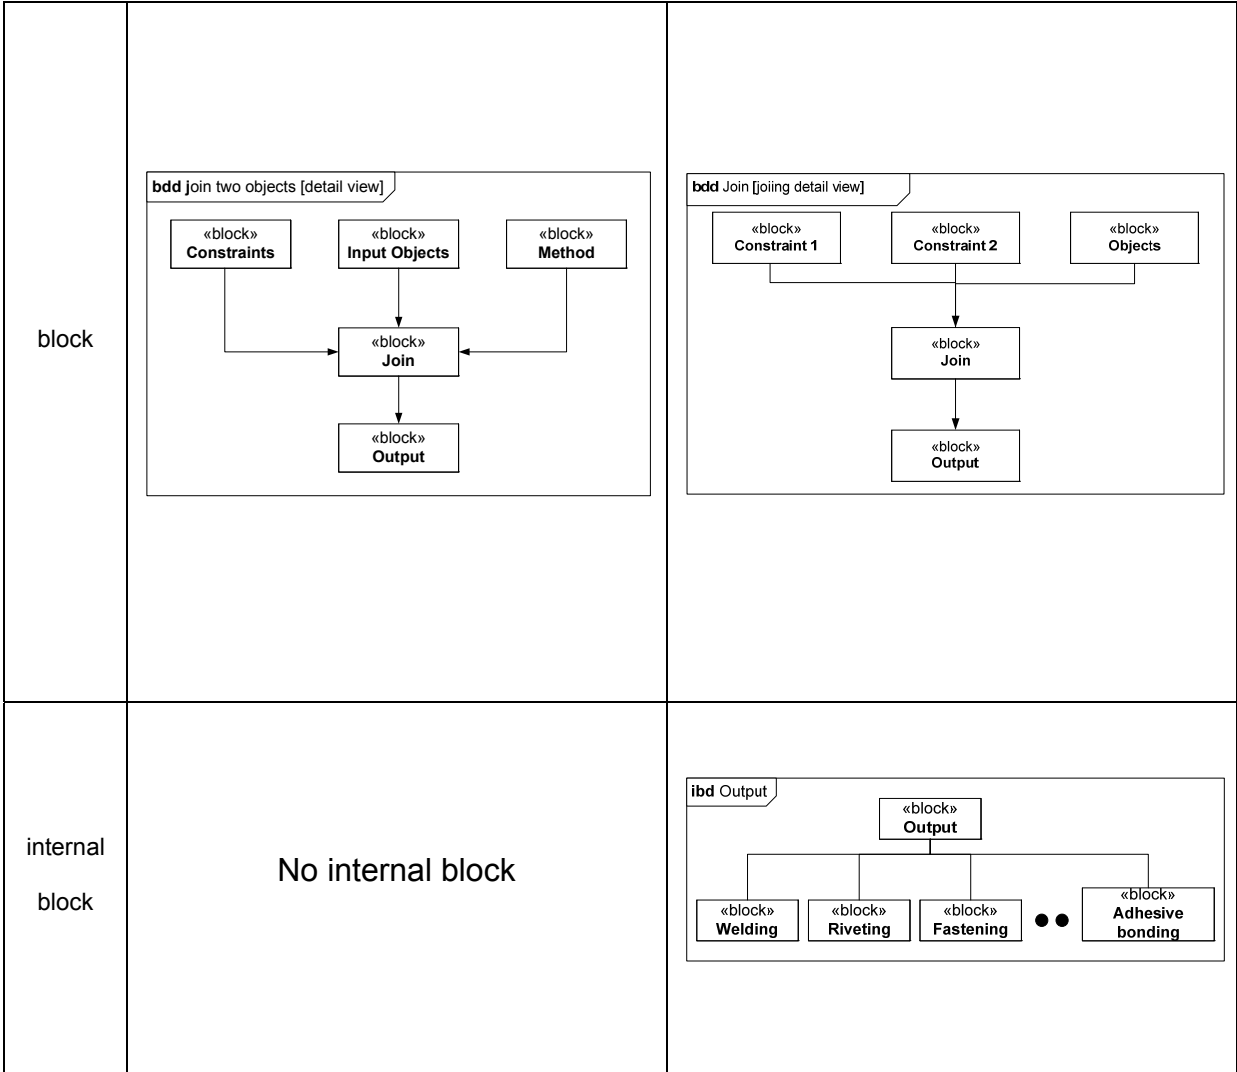 block
bdd join two objects [detail view]
«block»
Constraints
«block»
Input Objects
«block»
Method
«block»
Join
«block»
Output
bdd Join [joiing detail view]
«block»
Constraint 1
«block»
Constraint 2
«block»
Objects
«block»
Join
«block»
Output
internal
block
No internal block
ibd Output
«block»
Output
«block»
Welding
«block»
Riveting
«block»
Fastening
«block»
Adhesive
bonding